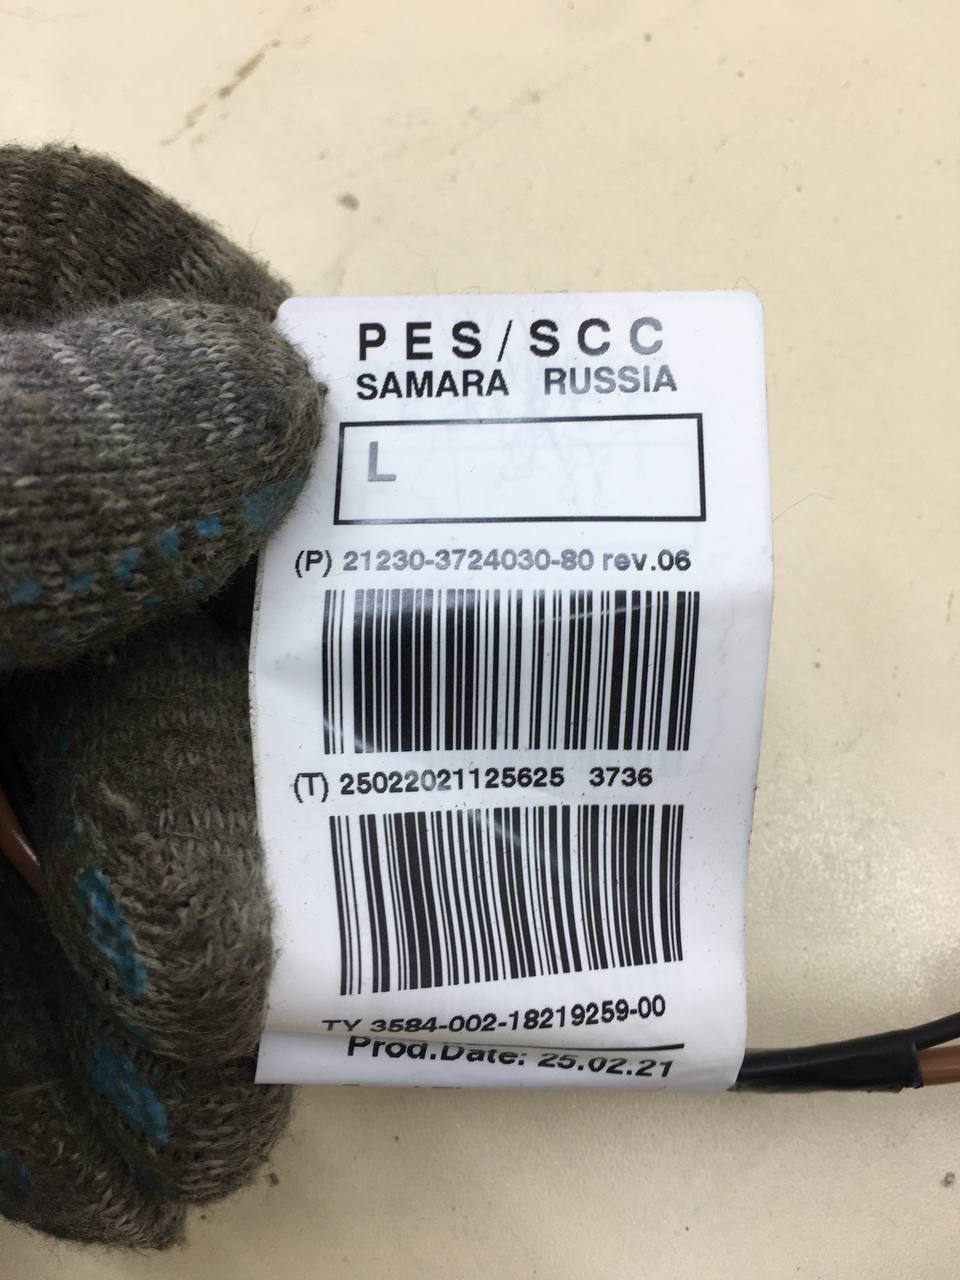 PES/SCC
SAMARA RUSSIA
L
(P) 21230-3724030-80 rev.06
(T) 25022021125625 3736
TY 3584-002-18219259-00
Prod.Date: 25.02.21